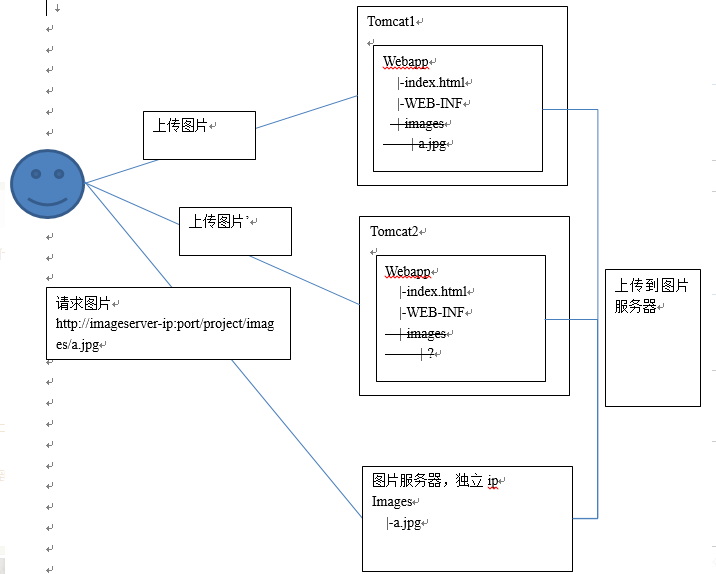 Tomcat1
Webapp
|-index.html
|-WEB-INF
| images
| a.jpg
上传图片
上传图片’
Tomcat2
Webapp
|-index.html
|-WEB-INF
| images
| ?
请求图片
http://imageserver-ip:port/project/imag
es/a.jpg
上传到图片
服务器
图片服务器，独立 ip
Images
|-a.jpg